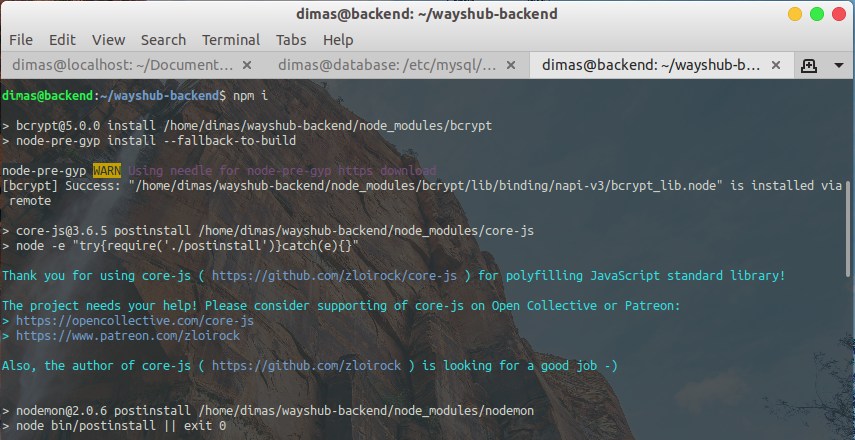 dimas@backend: ~/wayshub-backend
File Edit View Search Terminal Tabs Help
dimas@localhost: ~/Document... × dimas@database: /etc/mysql/... × dimas@backend: ~/wayshub-b... ×
dimas@backend:~/wayshub-backend$ npm i
> bcrypt@5.0.0 install /home/dimas/wayshub-backend/node_modules/bcrypt
> node-pre-gyp install --fallback-to-build
node-pre-gyp WARN Using needle for node-pre-gyp https download
[bcrypt] Success: "/home/dimas/wayshub-backend/node_modules/bcrypt/lib/binding/napi-v3/bcrypt_lib.node" is installed via
remote
> core-js@3.6.5 postinstall /home/dimas/wayshub-backend/node_modules/core-js
> node -e "try{require('./postinstall')}catch(e){}"
Thank you for using core-js ( https://github.com/zloirock/core-js ) for polyfilling JavaScript standard library!
The project needs your help! Please consider supporting of core-js on Open Collective or Patreon:
> https://opencollective.com/core-js
> https://www.patreon.com/zloirock
Also, the author of core-js ( https://github.com/zloirock ) is looking for a good job -)
> nodemon@2.0.6 postinstall /home/dimas/wayshub-backend/node_modules/nodemon
> node bin/postinstall || exit 0